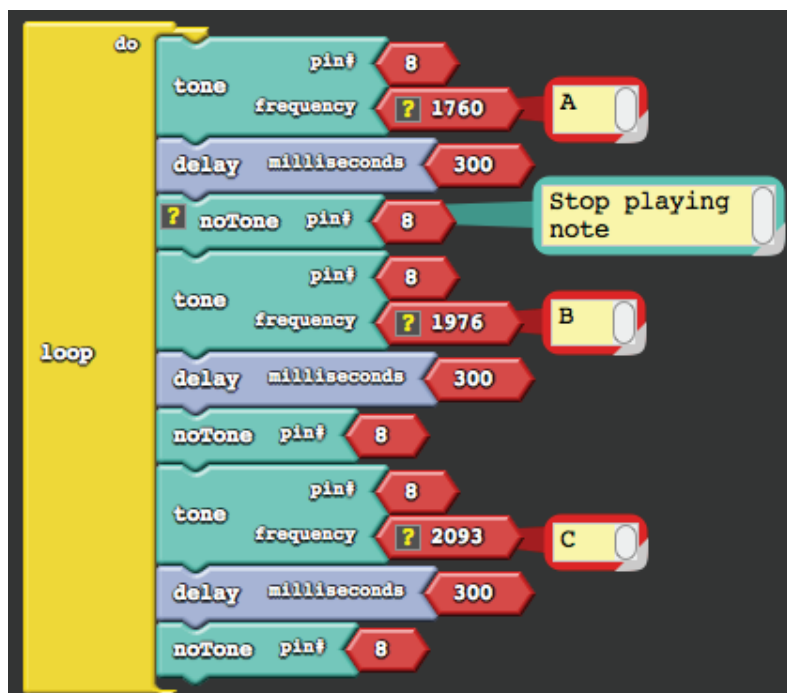 do
tone pin# 8
frequency ? 1760 A
delay milliseconds 300
? noTone pin# 8 Stop playing
note
tone pin# 8
frequency ? 1976 B
loop
delay milliseconds 300
noTone pin# 8
tone pin# 8
frequency ? 2093 C
delay milliseconds 300
noTone pin# 8